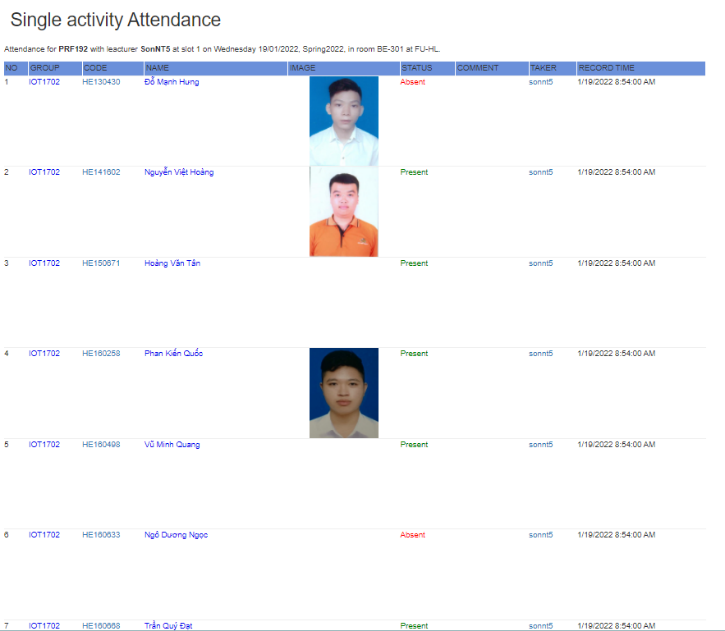 Single activity Attendance
Attendance for PRF192 with leacturer SonNT5 at slot 1 on Wednesday 19/01/2022, Spring2022, in room BE-301 at FU-HL.
NO GROUP CODE NAME IMAGE STATUS COMMENT TAKER RECORD TIME
1 IOT1702 HE130430 Đỗ Mạnh Hưng Absent sonnt5 1/19/2022 8:54:00 AM
2 IOT1702 HE141602 Nguyễn Việt Hoàng Present sonnt5 1/19/2022 8:54:00 AM
3 IOT1702 HE150671 Hoàng Văn Tân Present sonnt5 1/19/2022 8:54:00 AM
4 IOT1702 HE160258 Phan Kiến Quốc Present sonnt5 1/19/2022 8:54:00 AM
5 IOT1702 HE160498 Vũ Minh Quang Present sonnt5 1/19/2022 8:54:00 AM
6 IOT1702 HE160633 Ngô Dương Ngọc Absent sonnt5 1/19/2022 8:54:00 AM
7 IOT1702 HE160668 Trần Quý Đạt Present sonnt5 1/19/2022 8:54:00 AM